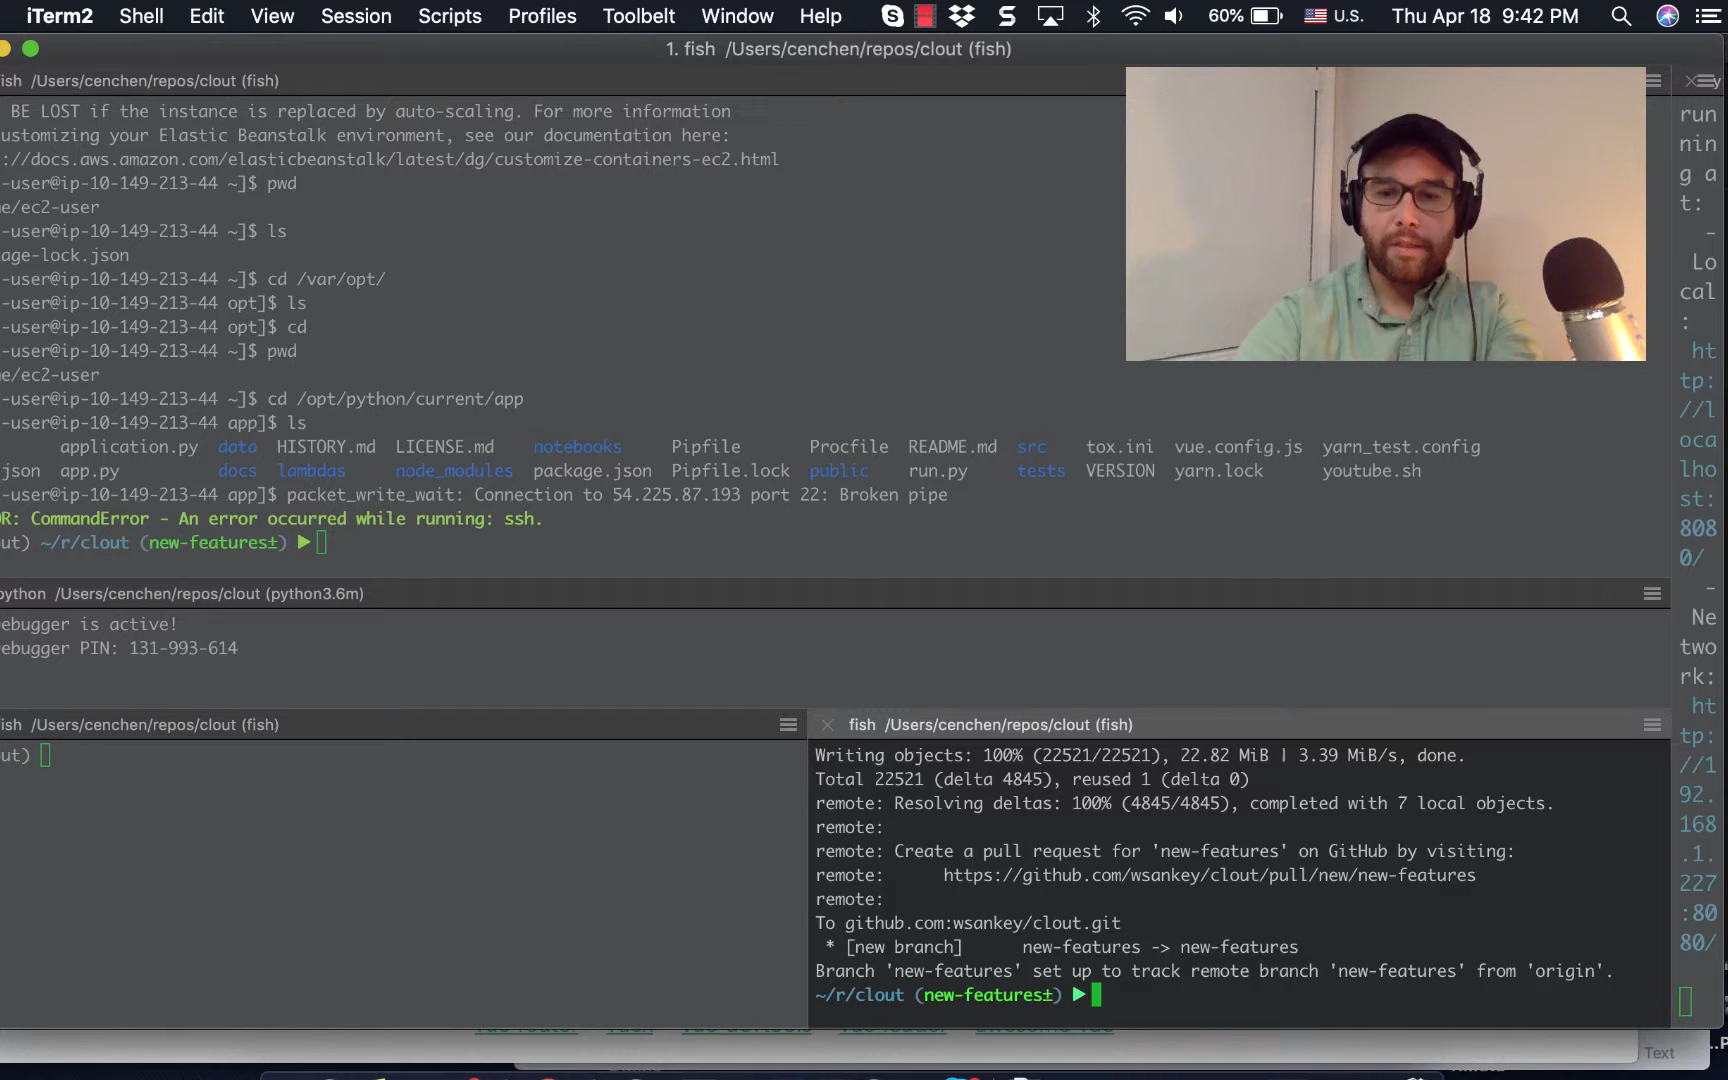 iTerm2 Shell Edit View Session Scripts Profiles Toolbelt Window Help 60% U.S. Thu Apr 18 9:42 PM
1. fish /Users/cenchen/repos/clout (fish)
ish /Users/cenchen/repos/clout (fish)
BE LOST if the instance is replaced by auto-scaling. For more information
ustomizing your Elastic Beanstalk environment, see our documentation here:
://docs.aws.amazon.com/elasticbeanstalk/latest/dg/customize-containers-ec2.html
-user@ip-10-149-213-44 ~]$ pwd
e/ec2-user
-user@ip-10-149-213-44 ~]$ ls
age-lock.json
-user@ip-10-149-213-44 ~]$ cd /var/opt/
-user@ip-10-149-213-44 opt]$ ls
-user@ip-10-149-213-44 opt]$ cd
-user@ip-10-149-213-44 ~]$ pwd
e/ec2-user
-user@ip-10-149-213-44 ~]$ cd /opt/python/current/app
-user@ip-10-149-213-44 app]$ ls
application.py data HISTORY.md LICENSE.md notebooks Pipfile Procfile README.md src tox.ini vue.config.js yarn_test.config
json app.py docs lambdas node_modules package.json Pipfile.lock public run.py tests VERSION yarn.lock youtube.sh
-user@ip-10-149-213-44 app]$ packet_write_wait: Connection to 54.225.87.193 port 22: Broken pipe
OR: CommandError - An error occurred while running: ssh.
out) ~/r/clout (new-features±)
python /Users/cenchen/repos/clout (python3.6m)
ebugger is active!
ebugger PIN: 131-993-614
ish /Users/cenchen/repos/clout (fish)
out)
fish /Users/cenchen/repos/clout (fish)
Writing objects: 100% (22521/22521), 22.82 MiB | 3.39 MiB/s, done.
Total 22521 (delta 4845), reused 1 (delta 0)
remote: Resolving deltas: 100% (4845/4845), completed with 7 local objects.
remote:
remote: Create a pull request for 'new-features' on GitHub by visiting:
remote: https://github.com/wsankey/clout/pull/new/new-features
remote:
To github.com:wsankey/clout.git
* [new branch] new-features -> new-features
Branch 'new-features' set up to track remote branch 'new-features' from 'origin'.
~/r/clout (new-features±)
y
run
nin
g a
t:
-
Lo
cal
:
ht
tp:
//l
oca
lho
st:
808
0/
-
Ne
two
rk:
ht
tp:
//1
92.
168
.1.
227
:80
80/
Text